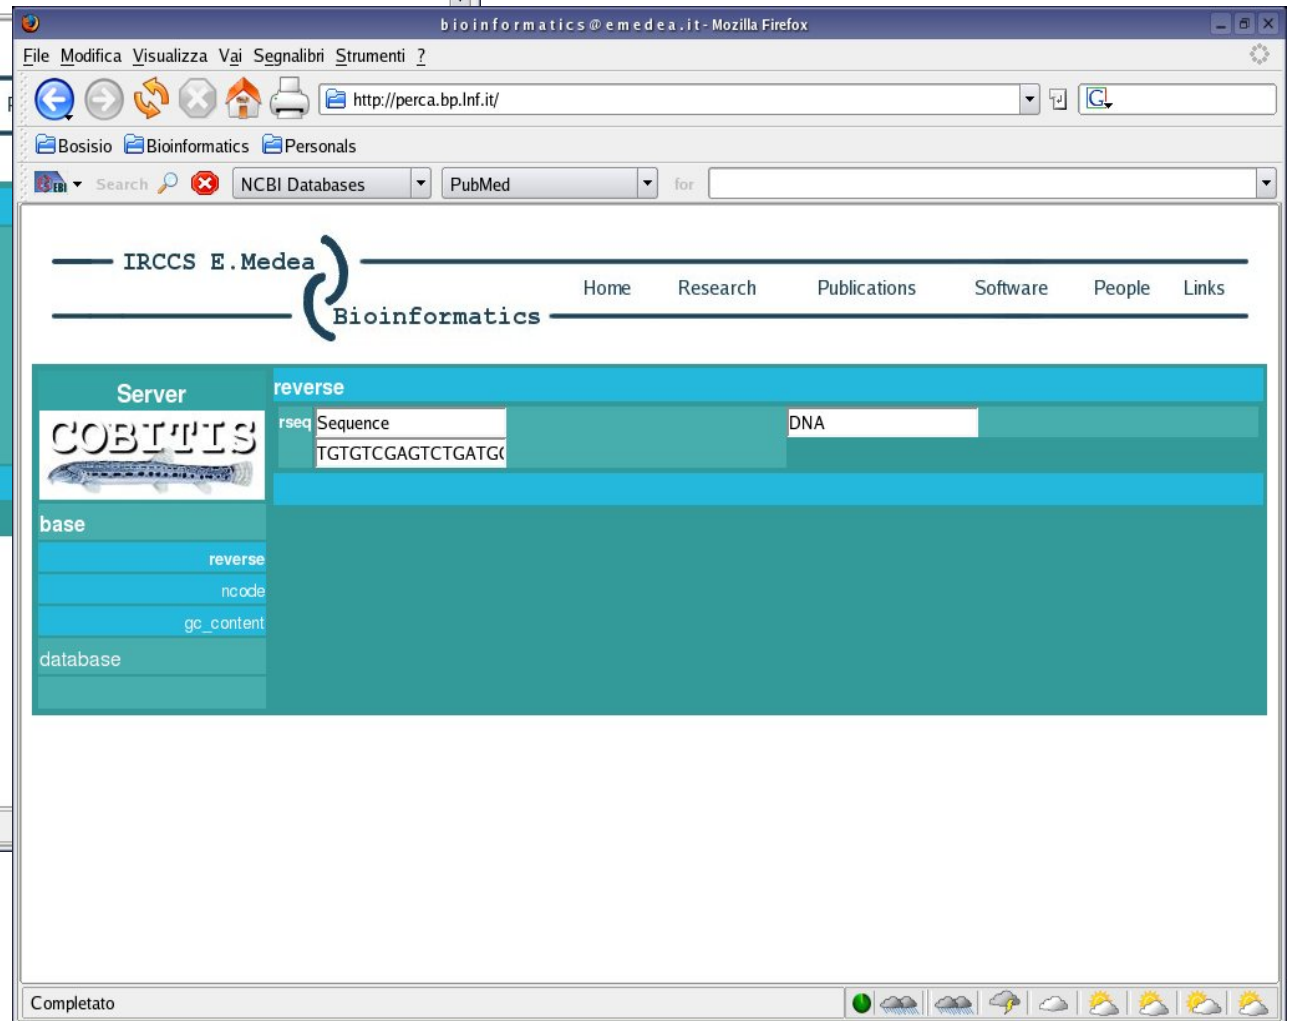 bioinformatics@emedea.it - Mozilla Firefox
File Modifica Visualizza Vai Segnalibri Strumenti ?
http://perca.bp.lnf.it/ G
Bosisio Bioinformatics Personals
EBI Search NCBI Databases PubMed for
IRCCS E.Medea
Home Research Publications Software People Links
Bioinformatics
Server reverse
COBITIS rseq Sequence DNA
TGTGTCGAGTCTGATG
base
reverse
ncode
gc_content
database
Completato